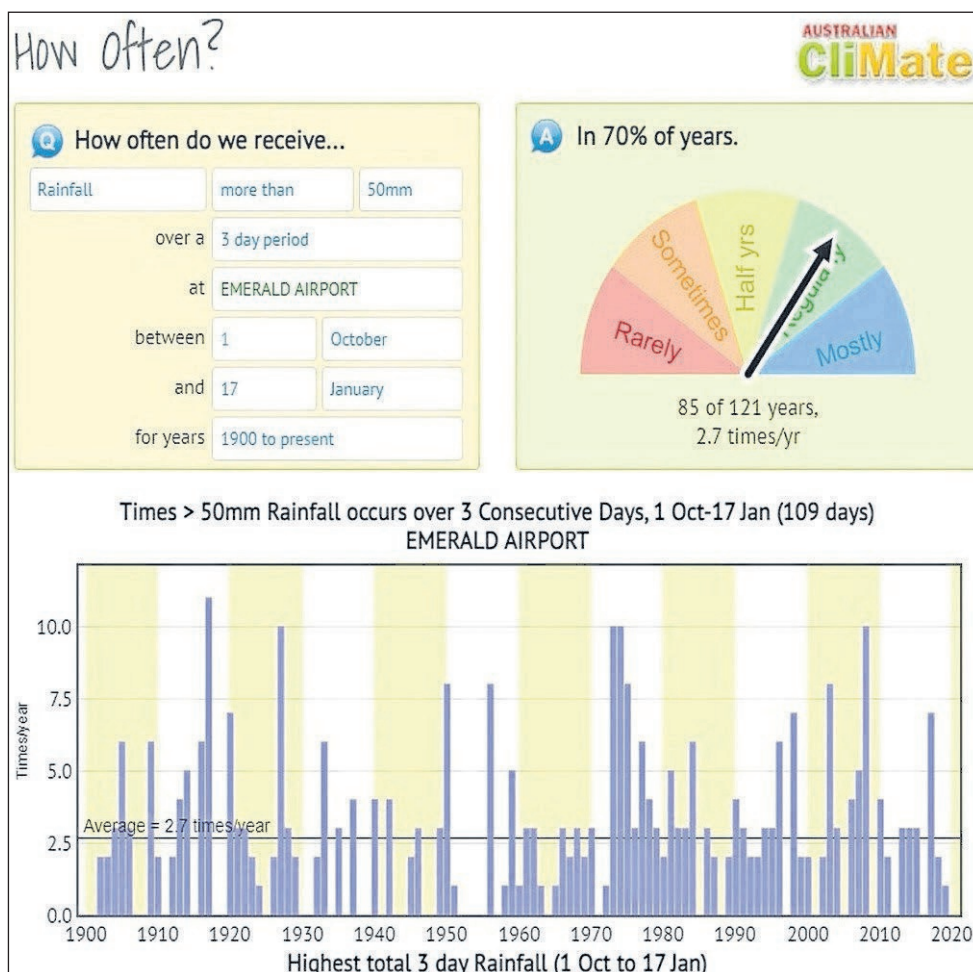 How Often?
AUSTRALIAN
CliMate
Q How often do we receive...
Rainfall more than 50mm
over a 3 day period
at EMERALD AIRPORT
between 1 October
and 17 January
for years 1900 to present
A In 70% of years.
Rarely
Sometimes
Half yrs
Mostly
85 of 121 years,
2.7 times/yr
Times > 50mm Rainfall occurs over 3 Consecutive Days, 1 Oct-17 Jan (109 days)
EMERALD AIRPORT
Times/year
10.0
7.5
5.0
2.5
0.0
Average = 2.7 times/year
1900 1910 1920 1930 1940 1950 1960 1970 1980 1990 2000 2010 2020
Highest total 3 day Rainfall (1 Oct to 17 Jan)